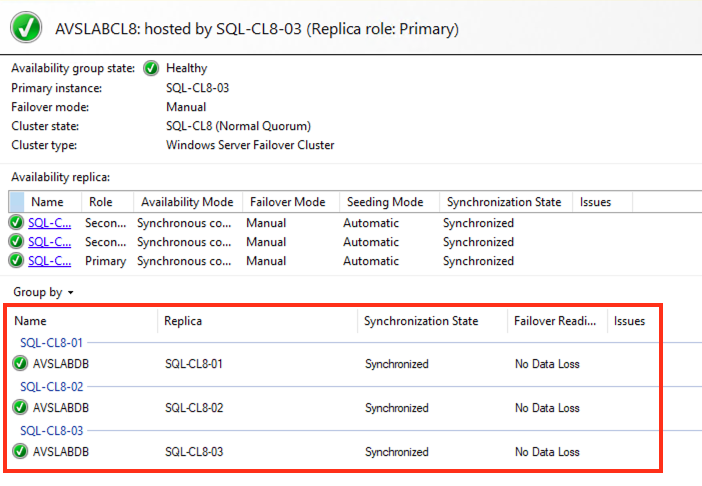 AVSLABCL8: hosted by SQL-CL8-03 (Replica role: Primary)
Availability group state: Healthy
Primary instance: SQL-CL8-03
Failover mode: Manual
Cluster state: SQL-CL8 (Normal Quorum)
Cluster type: Windows Server Failover Cluster
Availability replica:
Name Role Availability Mode Failover Mode Seeding Mode Synchronization State Issues
SQL-C... Secon... Synchronous co... Manual Automatic Synchronized
SQL-C... Secon... Synchronous co... Manual Automatic Synchronized
SQL-C... Primary Synchronous co... Manual Automatic Synchronized
Group by
Name Replica Synchronization State Failover Readi... Issues
SQL-CL8-01
AVSLABDB SQL-CL8-01 Synchronized No Data Loss
SQL-CL8-02
AVSLABDB SQL-CL8-02 Synchronized No Data Loss
SQL-CL8-03
AVSLABDB SQL-CL8-03 Synchronized No Data Loss